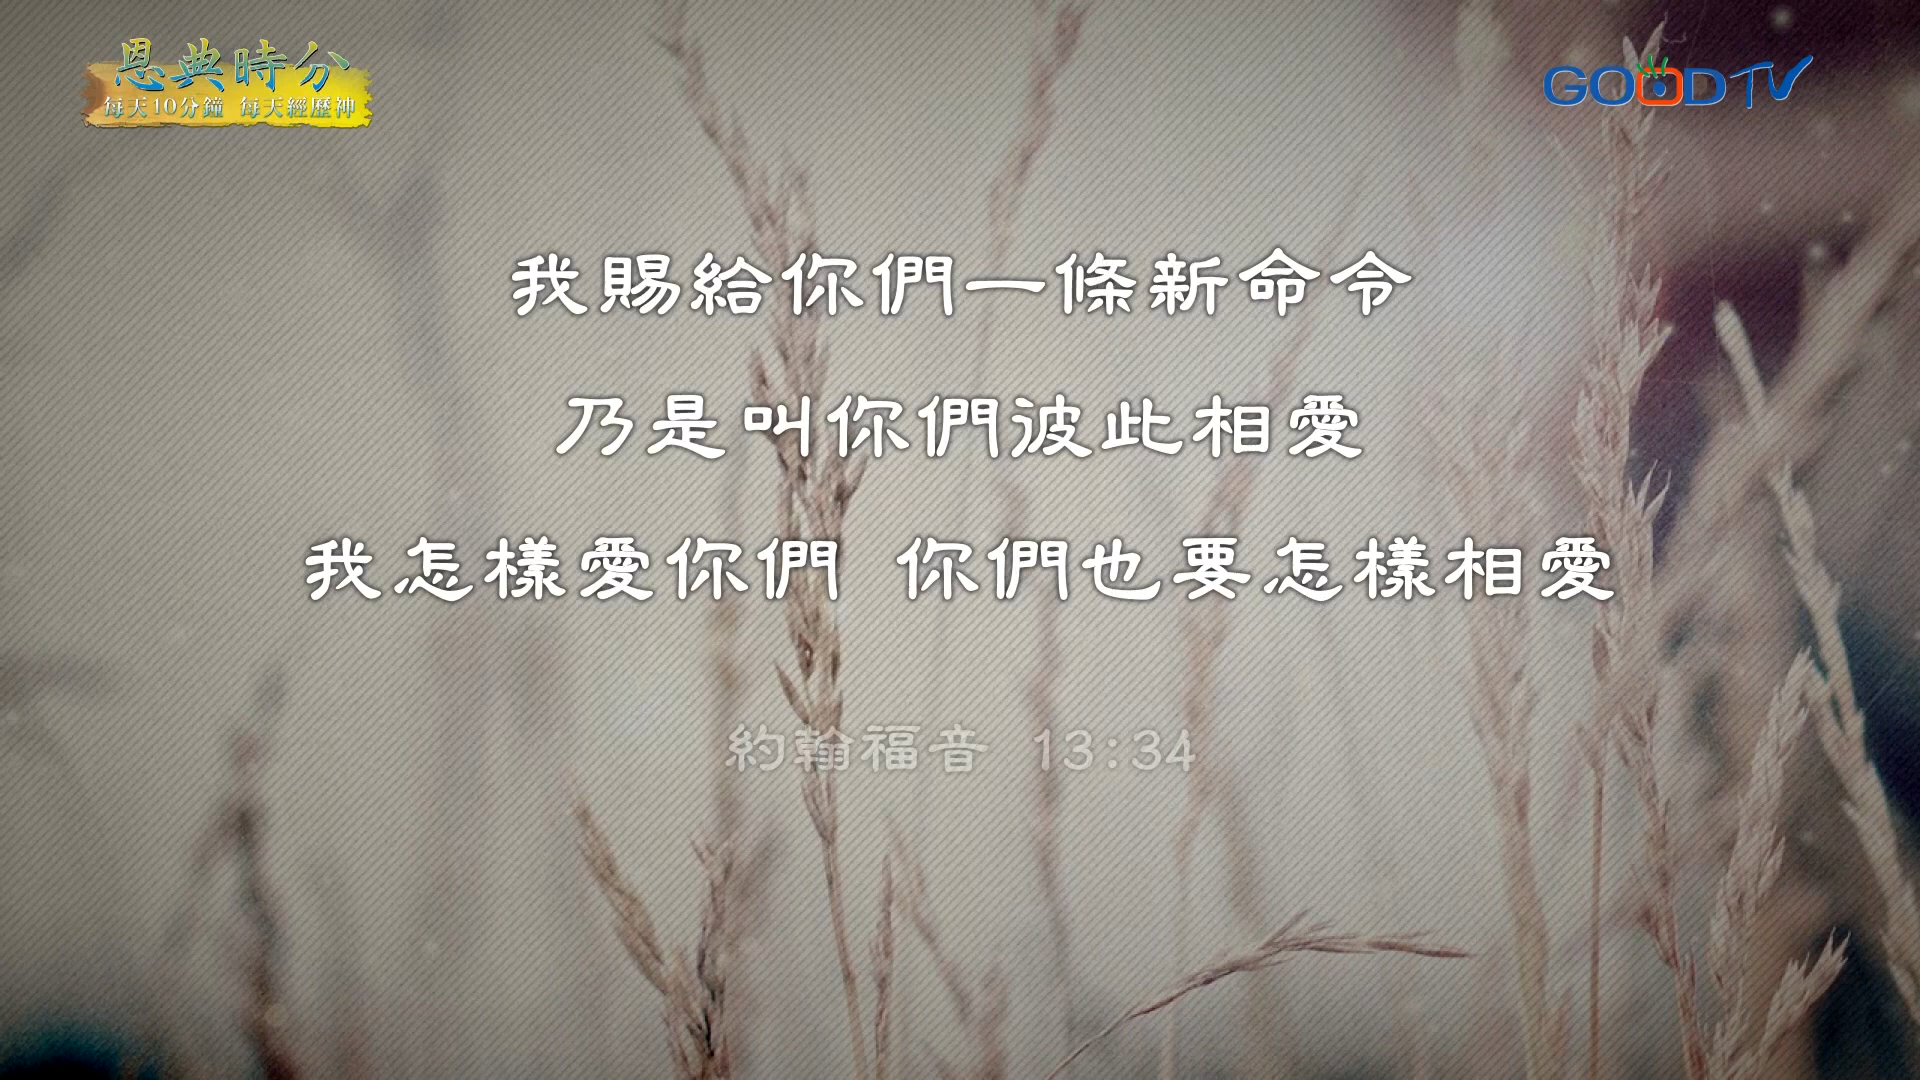 恩典時分
每天10分鐘 每天經歷神
GOODTV
我賜給你們一條新命令
乃是叫你們彼此相愛
我怎樣愛你們 你們也要怎樣相愛
約翰福音 13:34